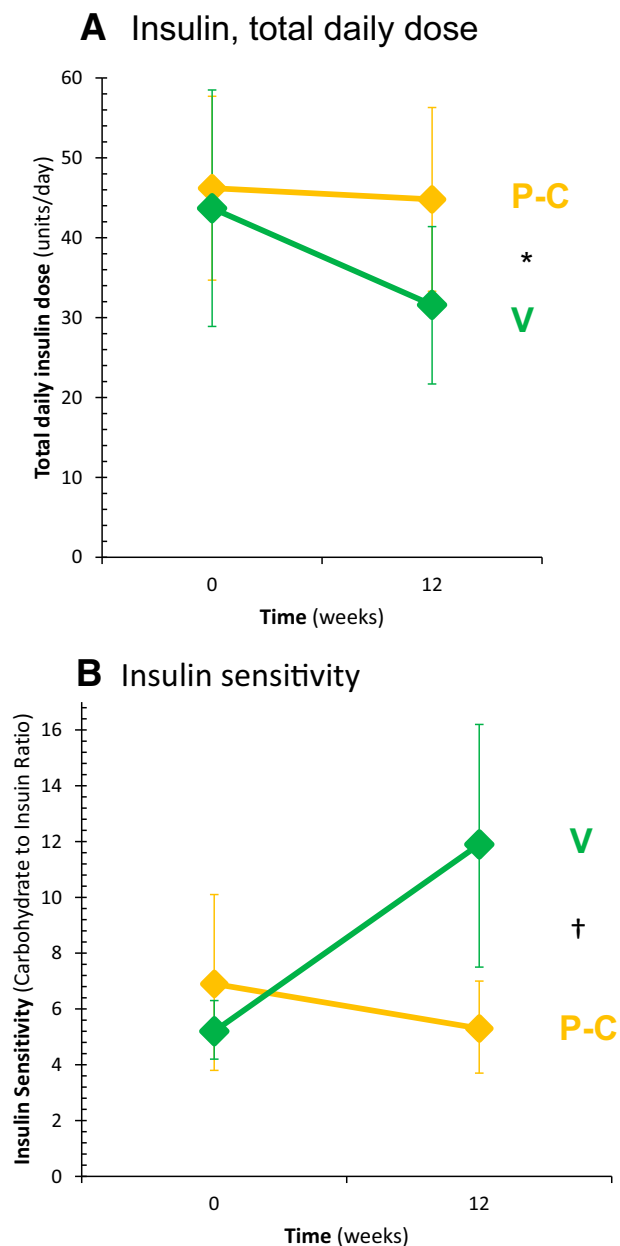 A Insulin, total daily dose
60
50
40
30
20
10
0
Total daily insulin dose (units/day)
P-C
*
V
0 12
Time (weeks)
B Insulin sensitivity
16
14
12
10
8
6
4
2
0
Insulin Sensitivity (Carbohydrate to Insuin Ratio)
V
†
P-C
0 12
Time (weeks)